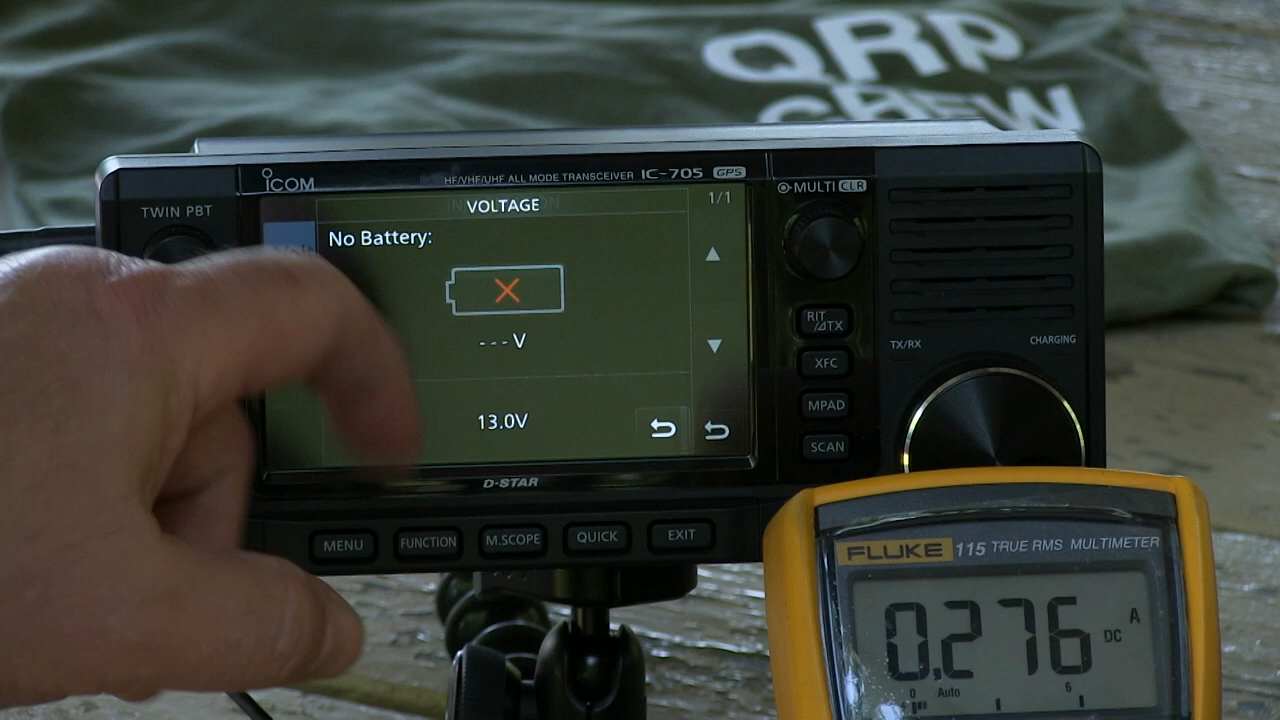 QRP
CREW
ICOM
HF/VHF/UHF ALL MODE TRANSCEIVER IC-705 GPS
TWIN PBT
MULTI CLR
VOLTAGE
1/1
No Battery:
---V
13.0V
RIT
/⊿TX
XFC
MPAD
SCAN
TX/RX
CHARGING
D-STAR
MENU
FUNCTION
M.SCOPE
QUICK
EXIT
FLUKE 115 TRUE RMS MULTIMETER
0.276
A
DC
0
Auto
6